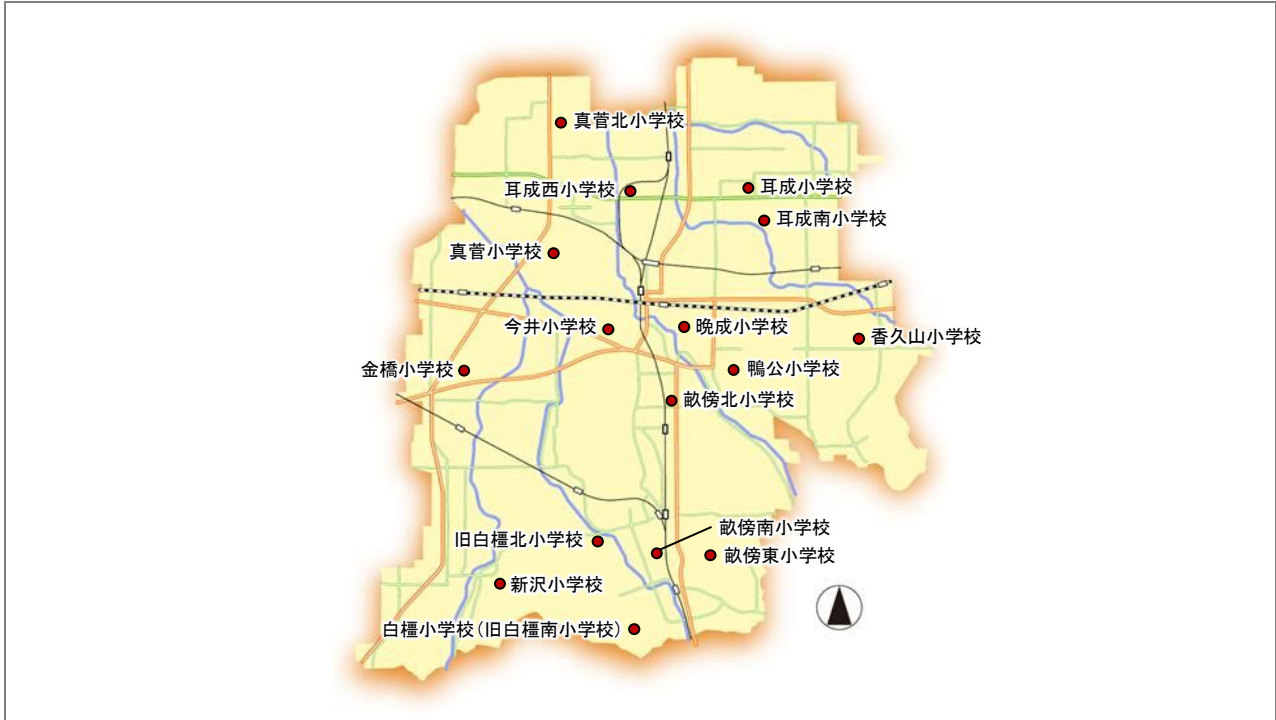 真菅北小学校
耳成西小学校
耳成小学校
耳成南小学校
真菅小学校
今井小学校
晩成小学校
香久山小学校
金橋小学校
鴨公小学校
畝傍北小学校
畝傍南小学校
旧白橿北小学校
畝傍東小学校
新沢小学校
白橿小学校(旧白橿南小学校)